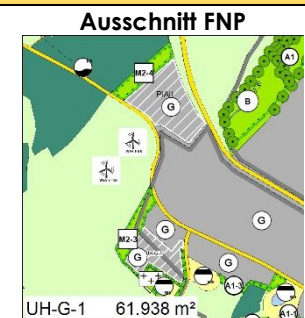 Ausschnitt FNP
A1
M2-4
B
G
G
M2-3
G
G
G
A1-3
UH-G-1 61.938 m²